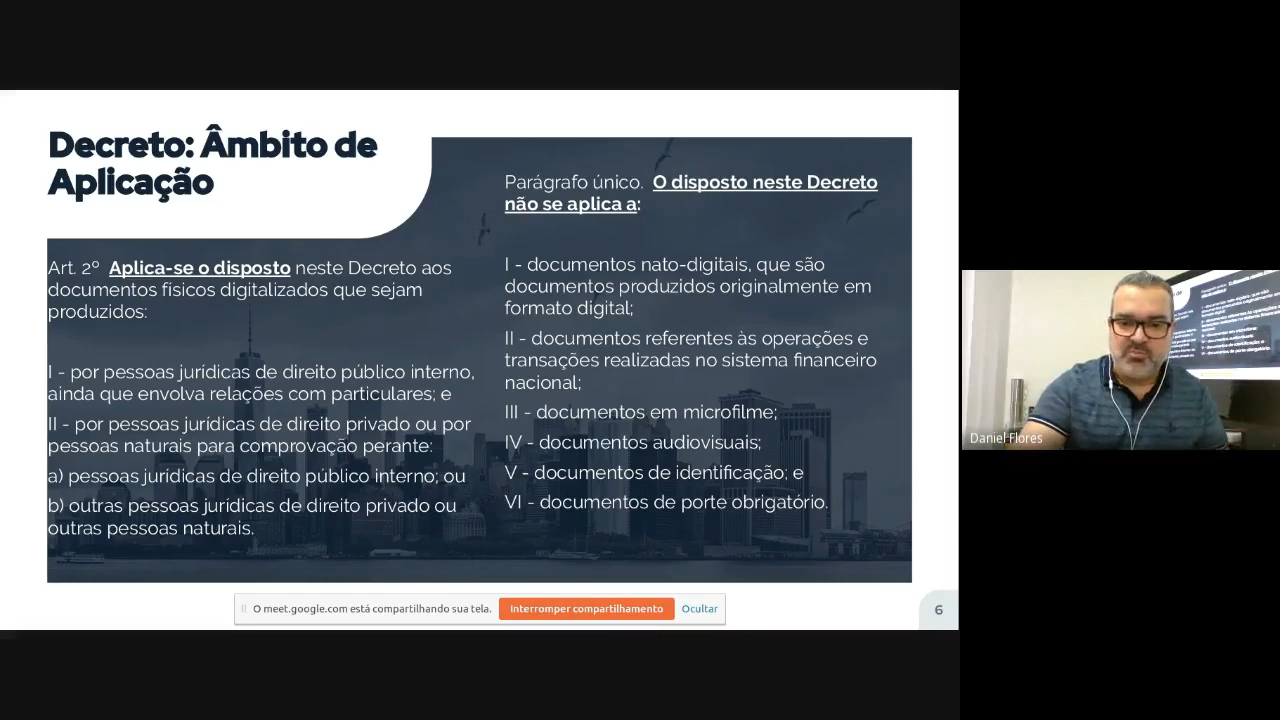 Decreto: Âmbito de
Aplicação
Art. 2º Aplica-se o disposto neste Decreto aos
documentos físicos digitalizados que sejam
produzidos:
I - por pessoas jurídicas de direito público interno,
ainda que envolva relações com particulares; e
II - por pessoas jurídicas de direito privado ou por
pessoas naturais para comprovação perante:
a) pessoas jurídicas de direito público interno; ou
b) outras pessoas jurídicas de direito privado ou
outras pessoas naturais.
Parágrafo único. O disposto neste Decreto
não se aplica a:
I - documentos nato-digitais, que são
documentos produzidos originalmente em
formato digital;
II - documentos referentes às operações e
transações realizadas no sistema financeiro
nacional;
III - documentos em microfilme;
IV - documentos audiovisuais;
V - documentos de identificação; e
VI - documentos de porte obrigatório.
O meet.google.com está compartilhando sua tela. Interromper compartilhamento Ocultar
6
Daniel Flores